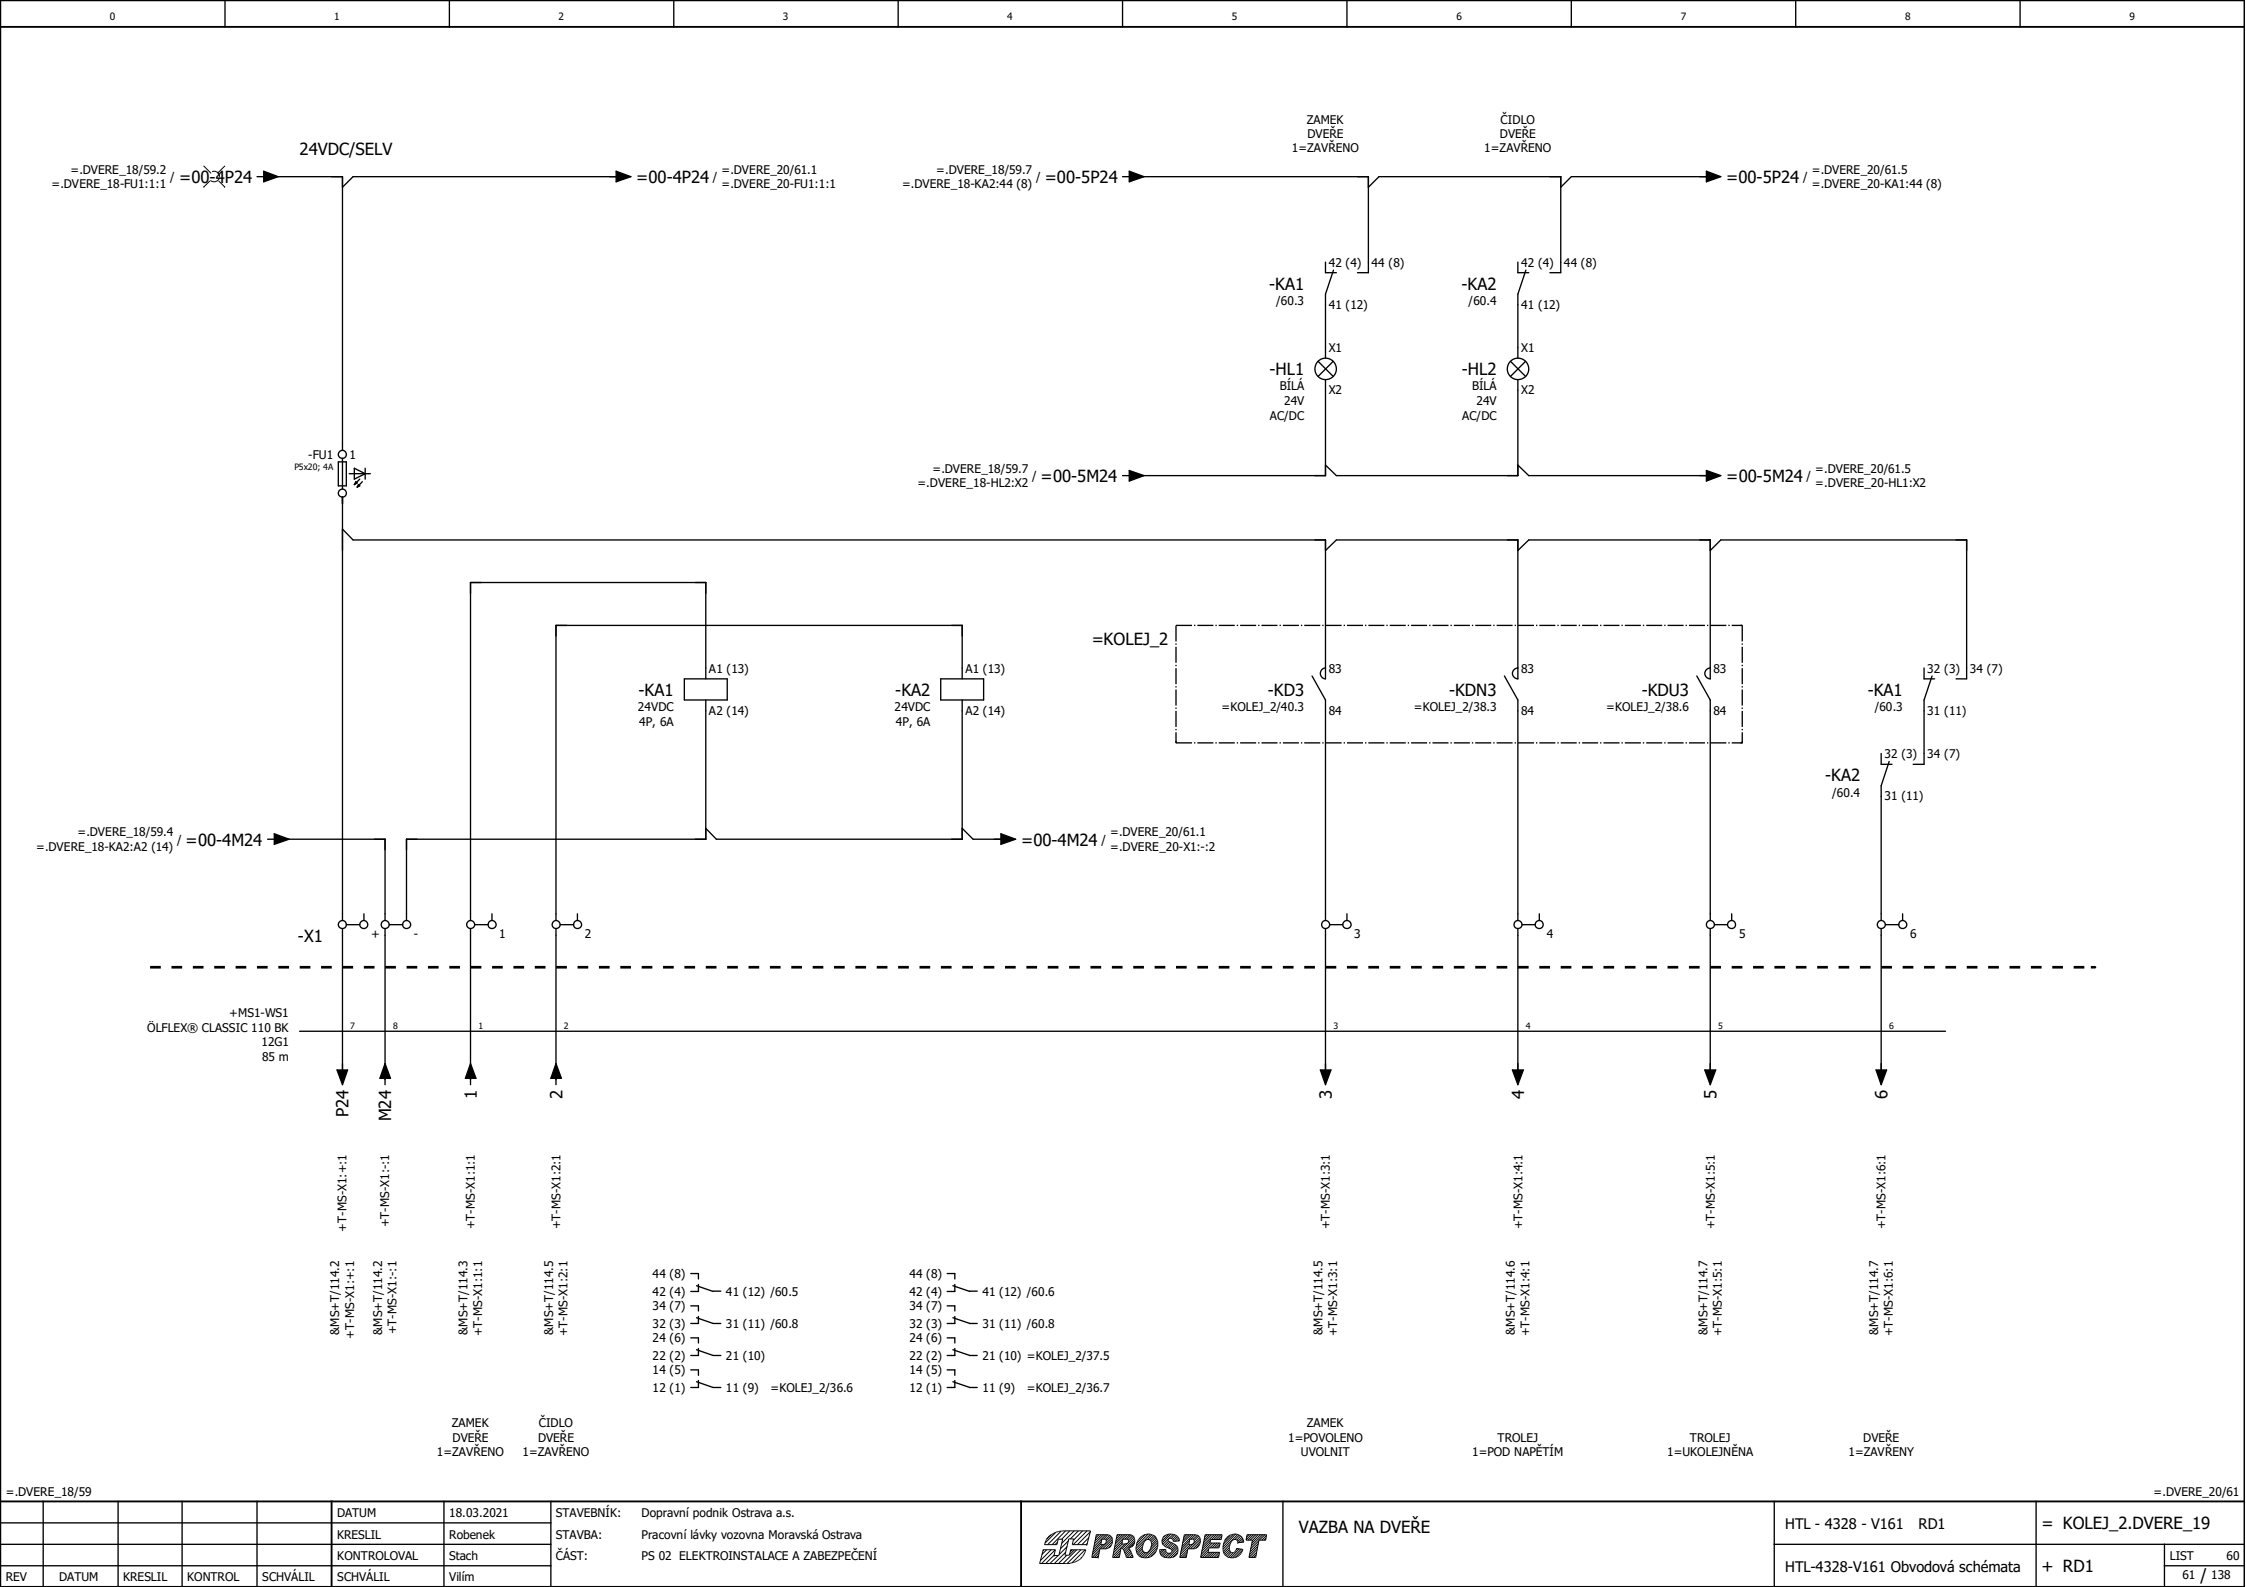 0 1 2 3 4 5 6 7 8 9
ZAMEK
DVEŘE
1=ZAVŘENO
ČIDLO
DVEŘE
1=ZAVŘENO
24VDC/SELV
=.DVERE_18/59.2
=.DVERE_18-FU1:1:1 / =00-4P24
=00-4P24 / =.DVERE_20/61.1
=.DVERE_20-FU1:1:1
=.DVERE_18/59.7
=.DVERE_18-KA2:44 (8) / =00-5P24
=00-5P24 / =.DVERE_20/61.5
=.DVERE_20-KA1:44 (8)
42 (4) 44 (8)
-KA1
/60.3
41 (12)
42 (4) 44 (8)
-KA2
/60.4
41 (12)
X1
-HL1
BÍLÁ
24V
AC/DC
X2
X1
-HL2
BÍLÁ
24V
AC/DC
X2
-FU1 1
P5x20; 4A
=.DVERE_18/59.7
=.DVERE_18-HL2:X2 / =00-5M24
=00-5M24 / =.DVERE_20/61.5
=.DVERE_20-HL1:X2
=KOLEJ_2
A1 (13)
-KA1
24VDC
4P, 6A
A2 (14)
A1 (13)
-KA2
24VDC
4P, 6A
A2 (14)
83
-KD3
=KOLEJ_2/40.3
84
83
-KDN3
=KOLEJ_2/38.3
84
83
-KDU3
=KOLEJ_2/38.6
84
32 (3) 34 (7)
-KA1
/60.3
31 (11)
32 (3) 34 (7)
-KA2
/60.4
31 (11)
=.DVERE_18/59.4
=.DVERE_18-KA2:A2 (14) / =00-4M24
=00-4M24 / =.DVERE_20/61.1
=.DVERE_20-X1:-:2
-X1 + - 1 2 3 4 5 6
+MS1-WS1
ÖLFLEX® CLASSIC 110 BK
12G1
85 m
7 8 1 2 3 4 5 6
P24 M24 1 2 3 4 5 6
+T-MS-X1:+:1
+T-MS-X1:-:1
+T-MS-X1:1:1
+T-MS-X1:2:1
+T-MS-X1:3:1
+T-MS-X1:4:1
+T-MS-X1:5:1
+T-MS-X1:6:1
&MS+T/114.2
+T-MS-X1:+:1
&MS+T/114.2
+T-MS-X1:-:1
&MS+T/114.3
+T-MS-X1:1:1
&MS+T/114.5
+T-MS-X1:2:1
&MS+T/114.5
+T-MS-X1:3:1
&MS+T/114.6
+T-MS-X1:4:1
&MS+T/114.7
+T-MS-X1:5:1
&MS+T/114.7
+T-MS-X1:6:1
44 (8)
42 (4) 41 (12) /60.5
34 (7)
32 (3) 31 (11) /60.8
24 (6)
22 (2) 21 (10)
14 (5)
12 (1) 11 (9) =KOLEJ_2/36.6
44 (8)
42 (4) 41 (12) /60.6
34 (7)
32 (3) 31 (11) /60.8
24 (6)
22 (2) 21 (10) =KOLEJ_2/37.5
14 (5)
12 (1) 11 (9) =KOLEJ_2/36.7
ZAMEK
DVEŘE
1=ZAVŘENO
ČIDLO
DVEŘE
1=ZAVŘENO
ZAMEK
1=POVOLENO
UVOLNIT
TROLEJ
1=POD NAPĚTÍM
TROLEJ
1=UKOLEJNĚNA
DVEŘE
1=ZAVŘENY
=.DVERE_18/59
=.DVERE_20/61
DATUM 18.03.2021
KRESLIL Robenek
KONTROLOVAL Stach
REV DATUM KRESLIL KONTROL SCHVÁLIL SCHVÁLIL Vilím
STAVEBNÍK: Dopravní podnik Ostrava a.s.
STAVBA: Pracovní lávky vozovna Moravská Ostrava
ČÁST: PS 02 ELEKTROINSTALACE A ZABEZPEČENÍ
PROSPECT
VAZBA NA DVEŘE
HTL - 4328 - V161 RD1
HTL-4328-V161 Obvodová schémata
= KOLEJ_2.DVERE_19
+ RD1
LIST 60
61 / 138